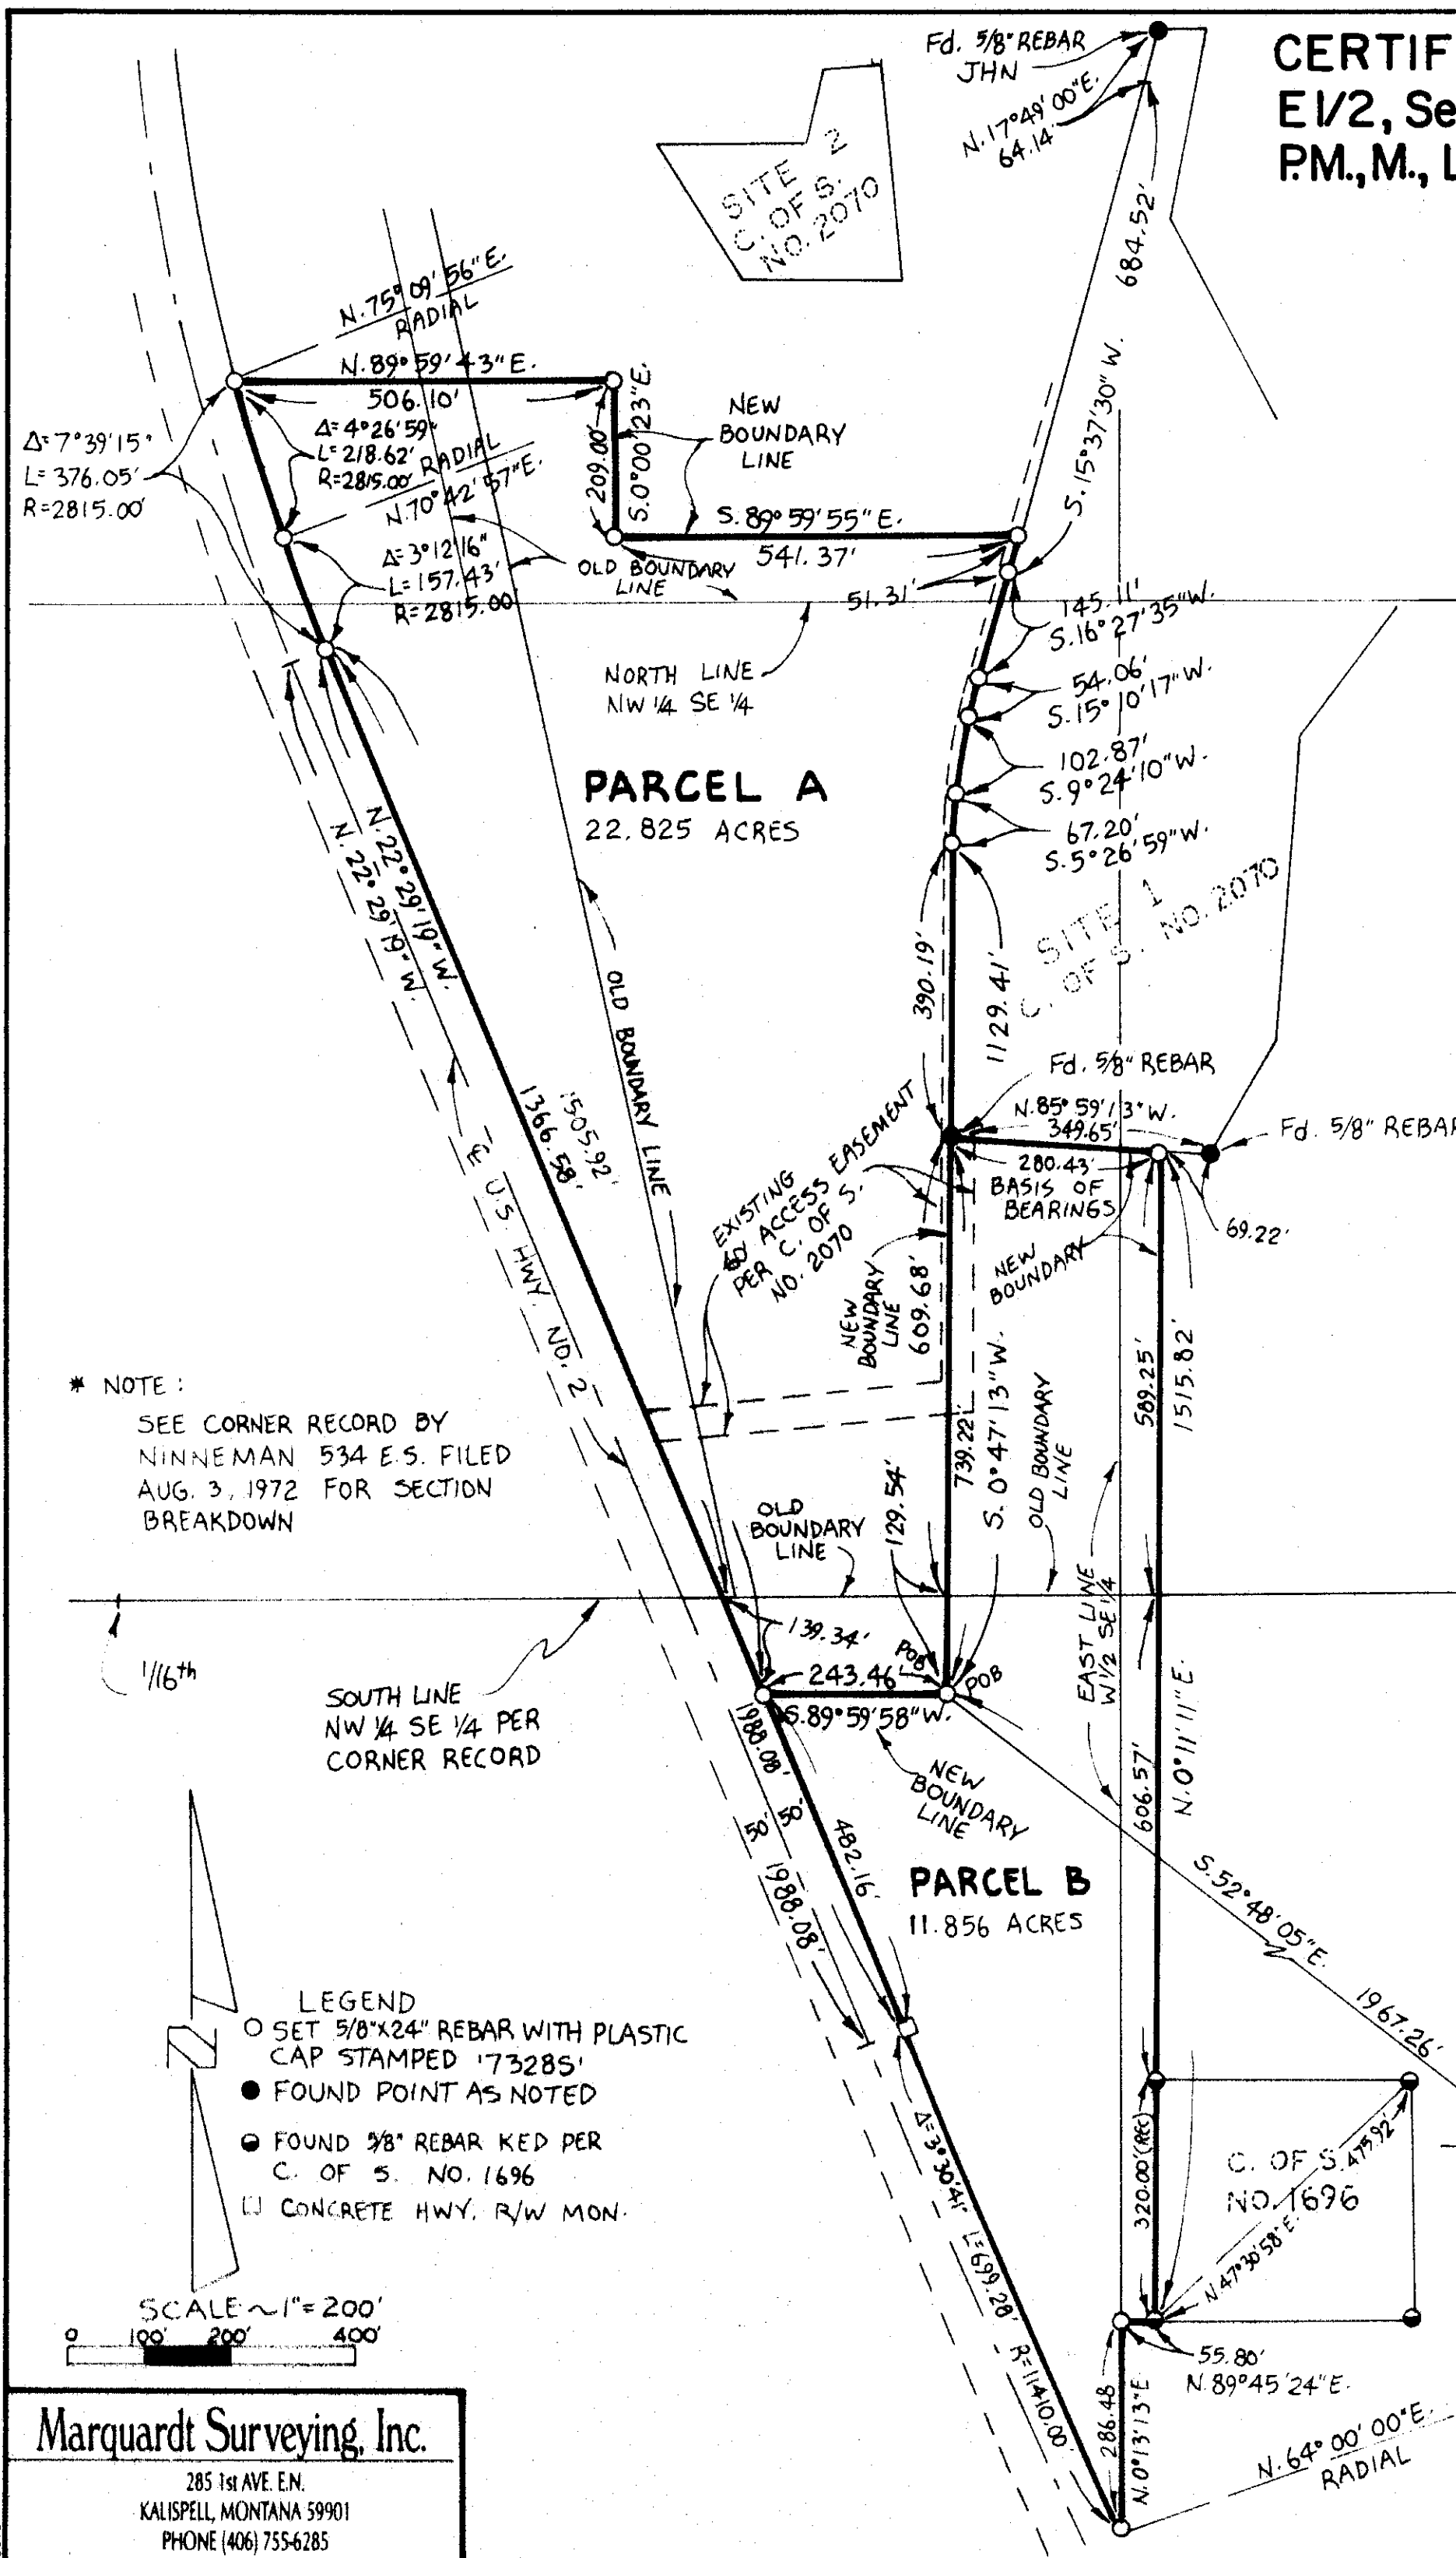 CERTIF
E1/2, Se
P.M.,M., L
Fd. 5/8" REBAR
JHN
N.17°49'00"E.
64.14'
SITE 2
C. OF S.
NO. 2070
684.52'
S.15°37'30"W.
N.75°09'56"E.
RADIAL
N.89°59'43"E.
506.10'
Δ=7°39'15"
L=376.05'
R=2815.00'
Δ=4°26'59"
L=218.62'
R=2815.00'
RADIAL
N.70°42'57"E.
209.00'
S.0°00'23"E.
NEW
BOUNDARY
LINE
S.89°59'55"E.
541.37'
Δ=3°12'16"
L=157.43'
R=2815.00'
OLD BOUNDARY
LINE
51.31'
145.11'
S.16°27'35"W.
54.06'
S.15°10'17"W.
102.87'
S.9°24'10"W.
67.20'
S.5°26'59"W.
NORTH LINE
NW 1/4 SE 1/4
PARCEL A
22.825 ACRES
N.22°29'19"W.
N.22°29'19"W.
OLD BOUNDARY LINE
SITE 1
C. OF S. NO. 2070
390.19'
1129.41'
1505.92'
1366.58'
℄ U.S. HWY. NO. 2
Fd. 5/8" REBAR
N.85°59'13"W.
349.65'
Fd. 5/8" REBAR
280.43'
BASIS OF
BEARINGS
69.22'
EXISTING
60' ACCESS EASEMENT
PER C. OF S.
NO. 2070
NEW
BOUNDARY
LINE
609.68'
NEW
BOUNDARY
739.22'
S.0°47'13"W.
OLD BOUNDARY
LINE
589.25'
1515.82'
* NOTE :
SEE CORNER RECORD BY
NINNEMAN 534 E.S. FILED
AUG. 3, 1972 FOR SECTION
BREAKDOWN
OLD
BOUNDARY
LINE
129.54'
EAST LINE
W1/2 SE1/4
1/16th
139.34'
SOUTH LINE
NW 1/4 SE 1/4 PER
CORNER RECORD
243.46'
POB
POB
S.89°59'58"W.
1988.08'
NEW
BOUNDARY
LINE
606.57'
N.0°11'11"E.
50'
50'
482.16'
1988.08'
PARCEL B
11.856 ACRES
S.52°48'05"E.
1967.26'
LEGEND
SET 5/8"X24" REBAR WITH PLASTIC
CAP STAMPED '7328S'
FOUND POINT AS NOTED
FOUND 5/8" REBAR KED PER
C. OF S. NO. 1696
CONCRETE HWY. R/W MON.
Δ=3°30'41"
L=699.28'
R=11410.00'
320.00'(REC)
C. OF S.
NO. 1696
475.92'
N.47°30'58"E.
SCALE ~ 1"= 200'
0 100' 200' 400'
55.80'
N.89°45'24"E.
286.48
N.0°13'13"E
N.64°00'00"E.
RADIAL
Marquardt Surveying, Inc.
285 1st AVE. E.N.
KALISPELL, MONTANA 59901
PHONE (406) 755-6285